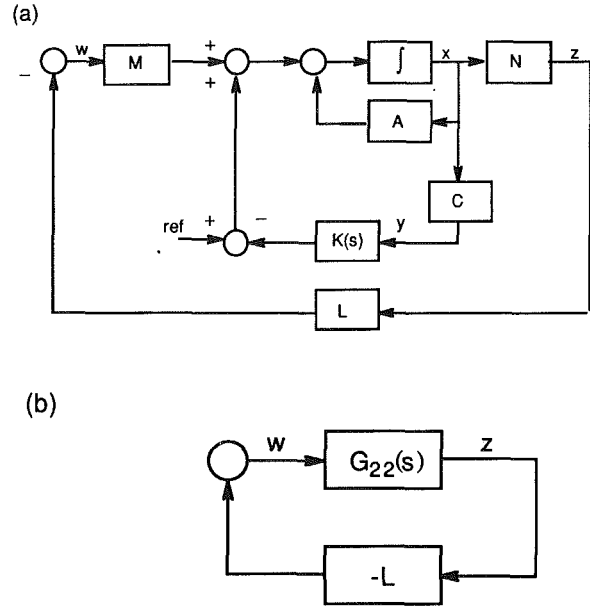 (a)
− w M + + ∫ x N z
A
C
ref + − K(s) y
L
(b)
w G22(s) z
-L